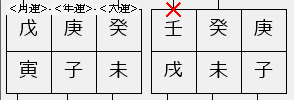 <月運>-<年運>-<大運>
戊 庚 癸 壬 癸 庚
寅 子 未 戌 未 子